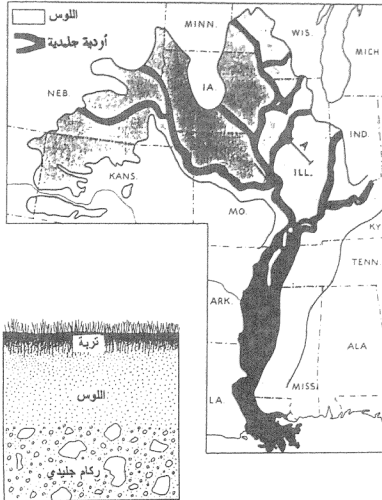 اللوس
أودية جليدية
MINN.
WIS.
MICH
NEB.
IA.
IND.
A
ILL.
KANS.
MO.
KY
TENN.
ARK.
ALA
MISS.
LA.
تربة
اللوس
ركام جليدي